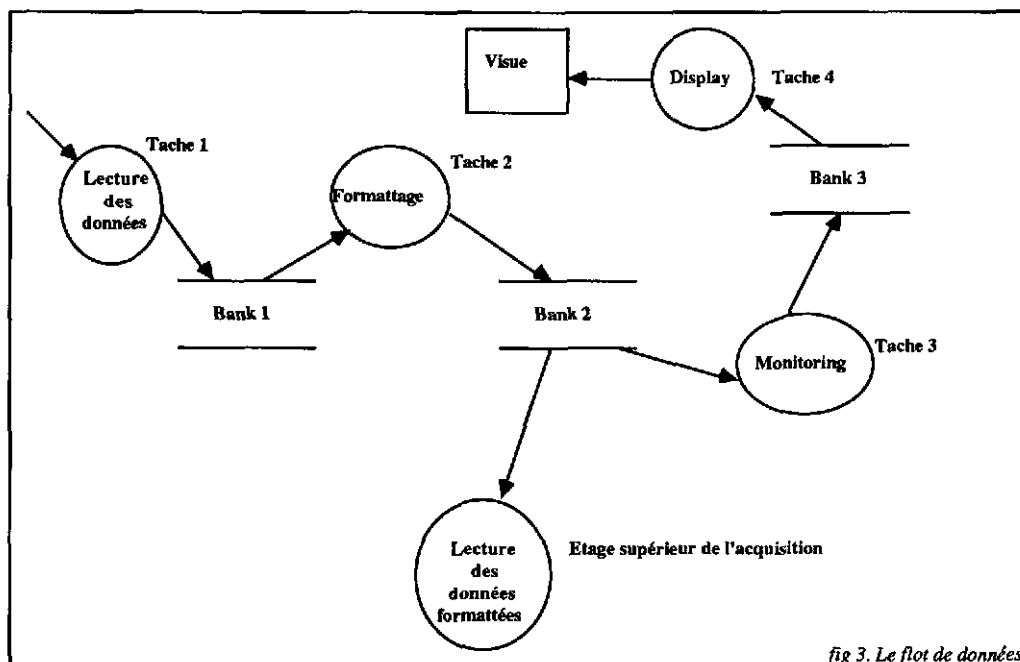 Visue
Display
Tache 4
Tache 1
Lecture
des
données
Tache 2
Formattage
Bank 3
Bank 1
Bank 2
Tache 3
Monitoring
Lecture
des
données
formattées
Etage supérieur de l'acquisition
fig 3. Le flot de données